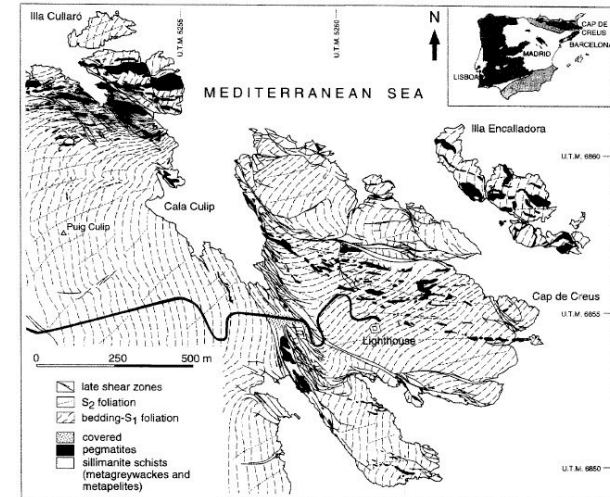 Illa Cullaró
U.T.M. 5255
U.T.M. 5260
N
CAP DE
CREUS
BARCELONA
MADRID
LISBOA
MEDITERRANEAN SEA
Illa Encalladora
U.T.M. 6860
Cala Culip
Puig Culip
Cap de Creus
U.T.M. 6855
Lighthouse
0 250 500 m
late shear zones
S2 foliation
bedding-S1 foliation
covered
pegmatites
sillimanite schists
(metagreywackes and
metapelites)
U.T.M. 6850